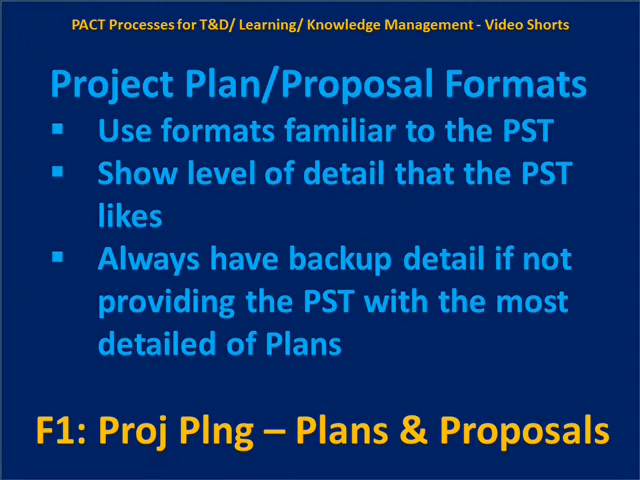 PACT Processes for T&D/ Learning/ Knowledge Management - Video Shorts
Project Plan/Proposal Formats
▪ Use formats familiar to the PST
▪ Show level of detail that the PST
likes
▪ Always have backup detail if not
providing the PST with the most
detailed of Plans
F1: Proj Plng – Plans & Proposals